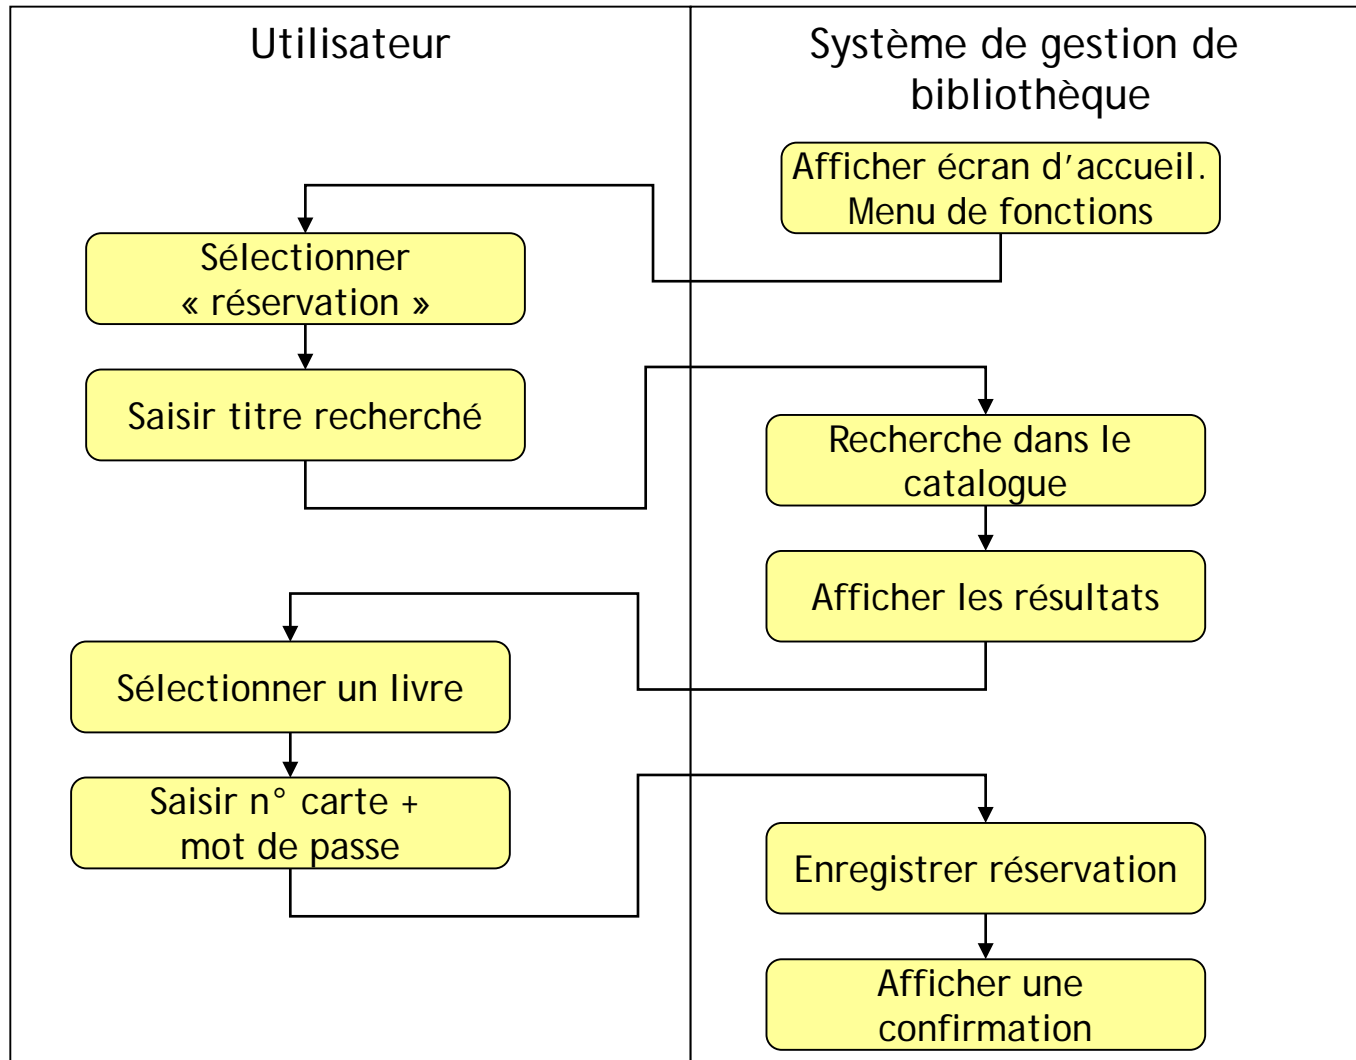 Utilisateur
Système de gestion de
bibliothèque
Afficher écran d’accueil.
Menu de fonctions
Sélectionner
« réservation »
Saisir titre recherché
Recherche dans le
catalogue
Afficher les résultats
Sélectionner un livre
Saisir n° carte +
mot de passe
Enregistrer réservation
Afficher une
confirmation